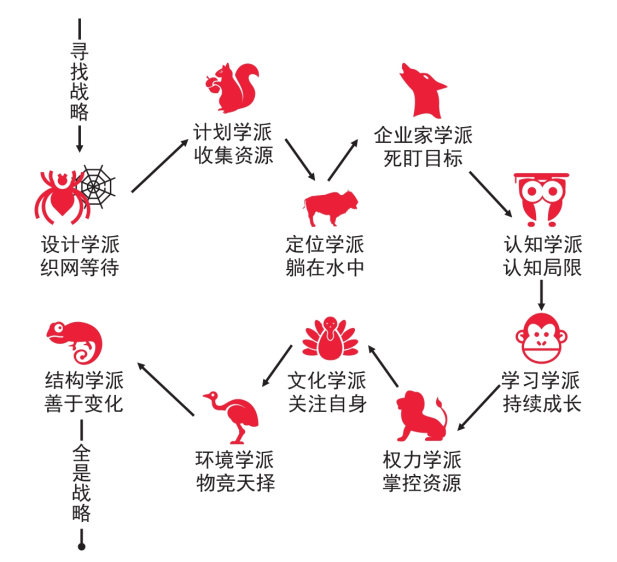 寻找战略
设计学派
织网等待
计划学派
收集资源
定位学派
躺在水中
企业家学派
死盯目标
认知学派
认知局限
学习学派
持续成长
权力学派
掌控资源
文化学派
关注自身
环境学派
物竞天择
结构学派
善于变化
全是战略